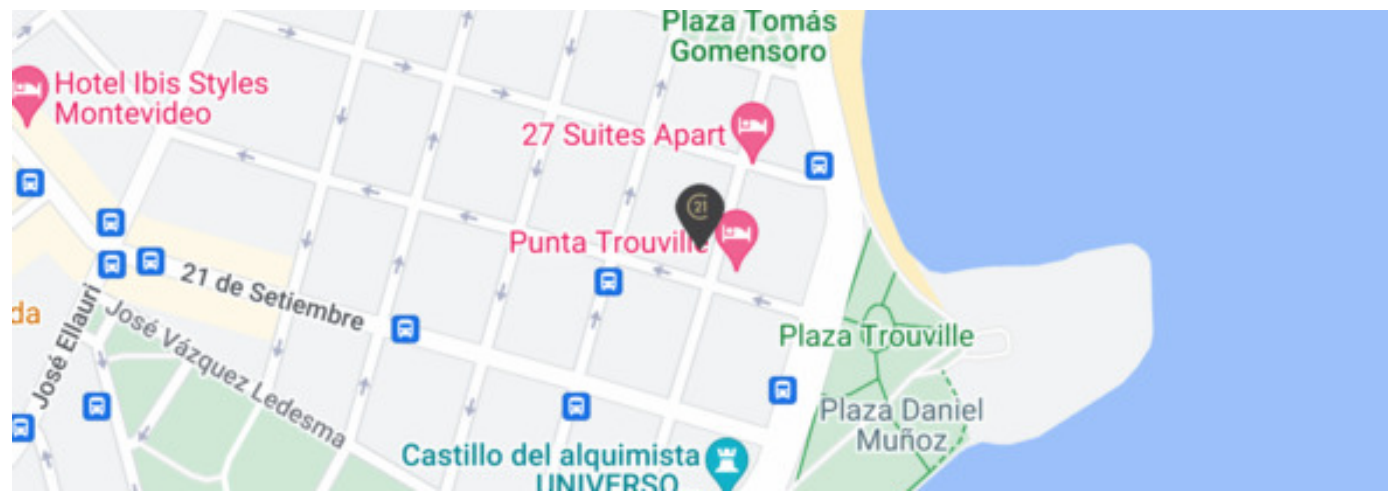 Plaza Tomás
Gomensoro
Hotel Ibis Styles
Montevideo
27 Suites Apart
21
Punta Trouville
21 de Setiembre
da
José Ellauri
José Vázquez Ledesma
Plaza Trouville
Plaza Daniel
Muñoz
Castillo del alquimista
UNIVERSO